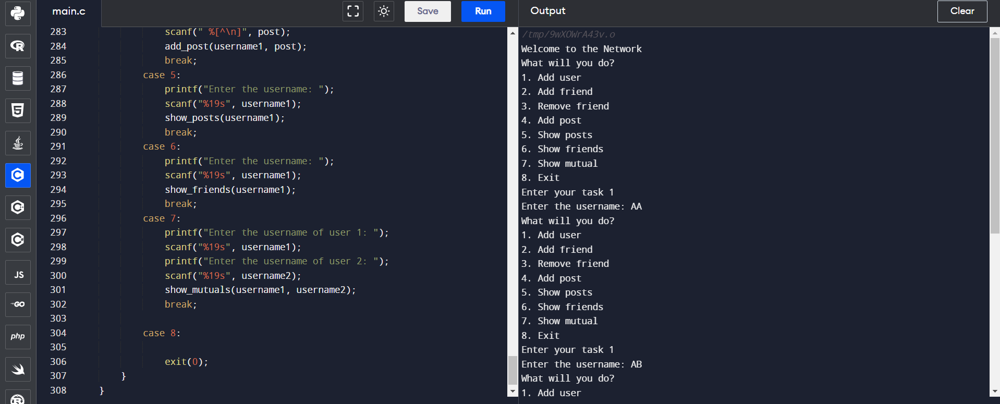 main.c
Save
Run
Output
Clear
283 scanf(" %[^\n]", post);
284 add_post(username1, post);
285 break;
286 case 5:
287 printf("Enter the username: ");
288 scanf("%19s", username1);
289 show_posts(username1);
290 break;
291 case 6:
292 printf("Enter the username: ");
293 scanf("%19s", username1);
294 show_friends(username1);
295 break;
296 case 7:
297 printf("Enter the username of user 1: ");
298 scanf("%19s", username1);
299 printf("Enter the username of user 2: ");
300 scanf("%19s", username2);
301 show_mutuals(username1, username2);
302 break;
303
304 case 8:
305
306 exit(0);
307 }
308 }
/tmp/9wXOWrA43v.o
Welcome to the Network
What will you do?
1. Add user
2. Add friend
3. Remove friend
4. Add post
5. Show posts
6. Show friends
7. Show mutual
8. Exit
Enter your task 1
Enter the username: AA
What will you do?
1. Add user
2. Add friend
3. Remove friend
4. Add post
5. Show posts
6. Show friends
7. Show mutual
8. Exit
Enter your task 1
Enter the username: AB
What will you do?
1. Add user
R
5
C
C
C
JS
GO
php
R